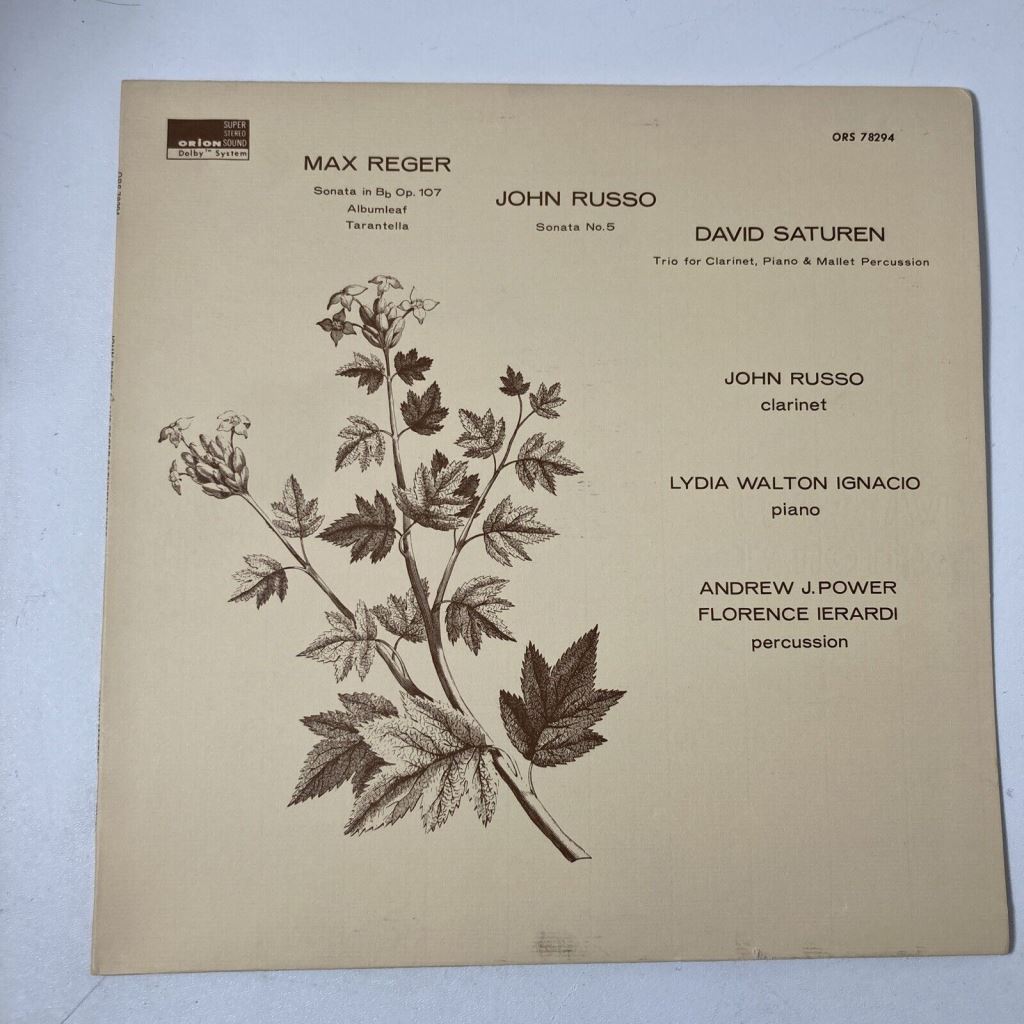 SUPER
STEREO
ORION SOUND
Dolby™ System
ORS 78294
MAX REGER
Sonata in Bb Op. 107
Albumleaf
Tarantella
JOHN RUSSO
Sonata No. 5
DAVID SATUREN
Trio for Clarinet, Piano & Mallet Percussion
JOHN RUSSO
clarinet
LYDIA WALTON IGNACIO
piano
ANDREW J. POWER
FLORENCE IERARDI
percussion